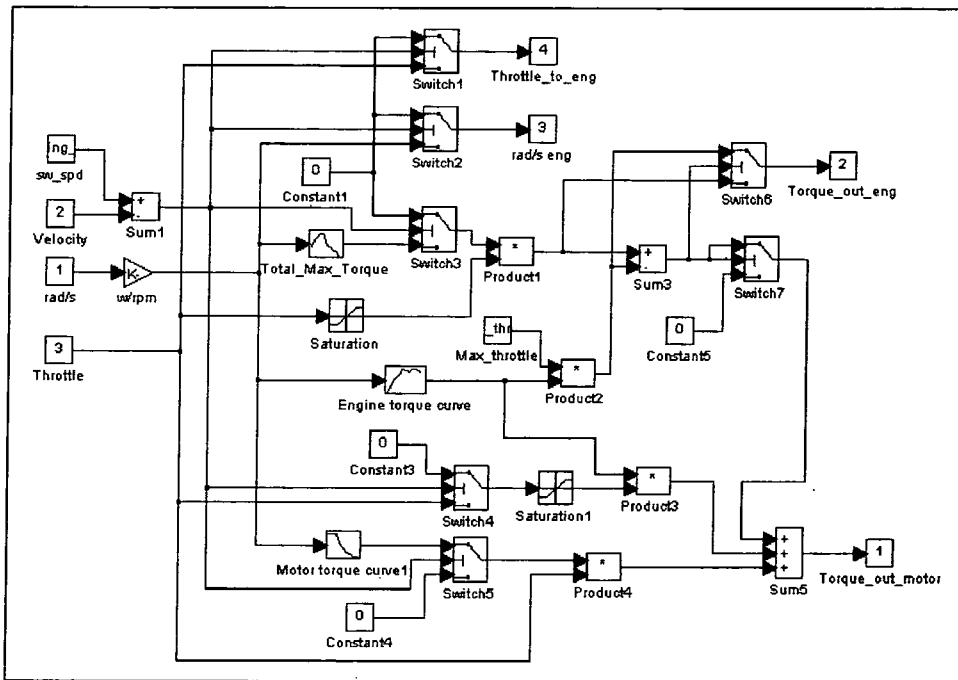 4
Throttle_to_eng
Switch1
3
rad/s eng
Switch2
ng_
sw_spd
0
Constant1
2
Torque_out_eng
Switch6
+
-
2
Velocity
Sum1
Switch3
*
Product1
+
-
Sum3
Switch7
Total_Max_Torque
1
rad/s
K-
w/rpm
Saturation
_thr
Max_throttle
0
Constant5
3
Throttle
*
Product2
Engine torque curve
0
Constant3
Switch4
Saturation1
*
Product3
Motor torque curve1
Switch5
*
Product4
+
+
+
Sum5
1
Torque_out_motor
0
Constant4